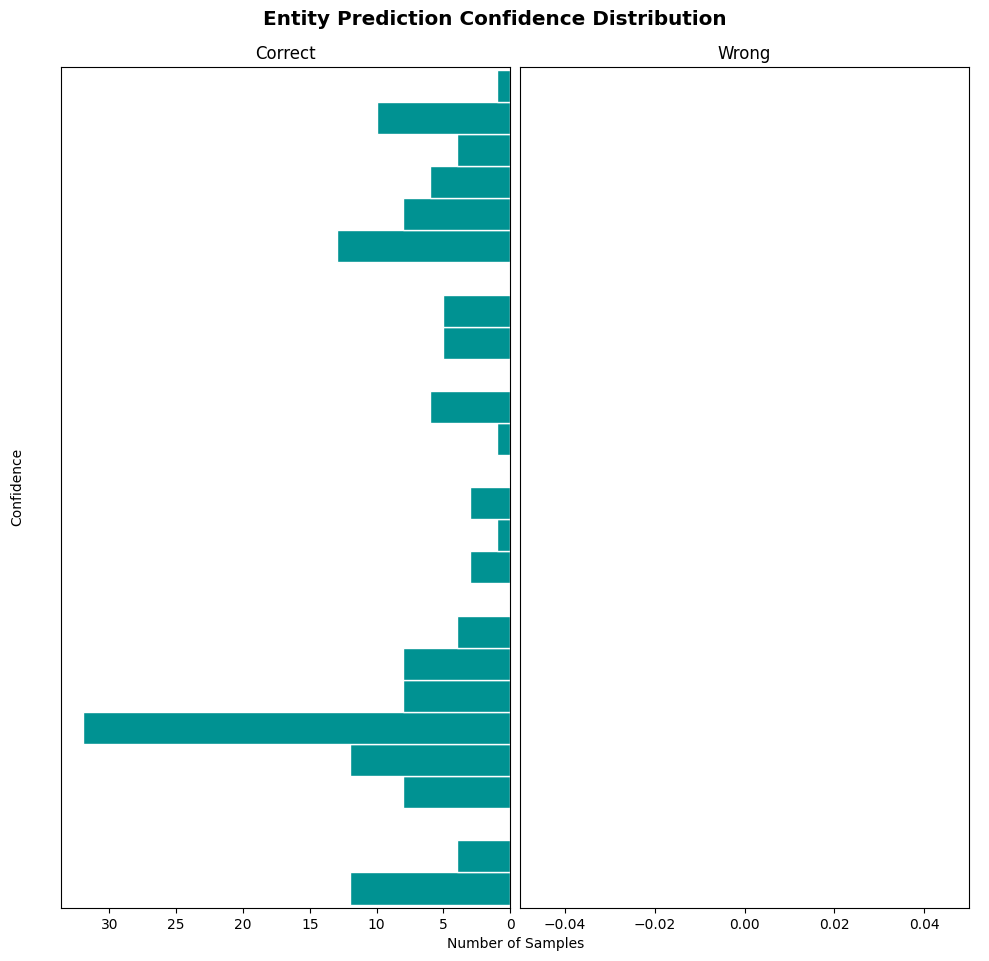 Entity Prediction Confidence Distribution
Correct Wrong
Confidence
30 25 20 15 10 5 0 −0.04 −0.02 0.00 0.02 0.04
Number of Samples